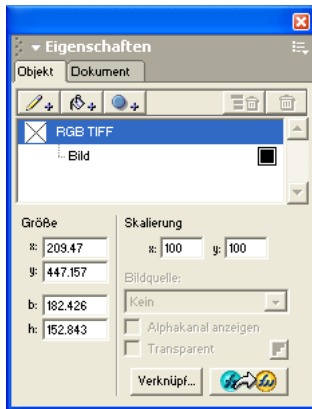 Eigenschaften
Objekt Dokument
RGB TIFF
Bild
Größe Skalierung
x: 209.47 x: 100 y: 100
y: 447.157 Bildquelle:
b: 182.426 Kein
h: 152.843 Alphakanal anzeigen
Transparent
Verknüpf...